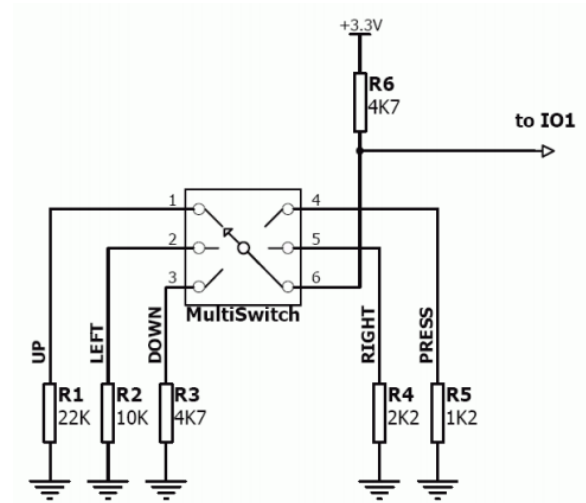 +3.3V
R6
4K7
to IO1
1
4
2
5
3
6
MultiSwitch
UP
LEFT
DOWN
RIGHT
PRESS
R1
R2
R3
R4
R5
22K
10K
4K7
2K2
1K2